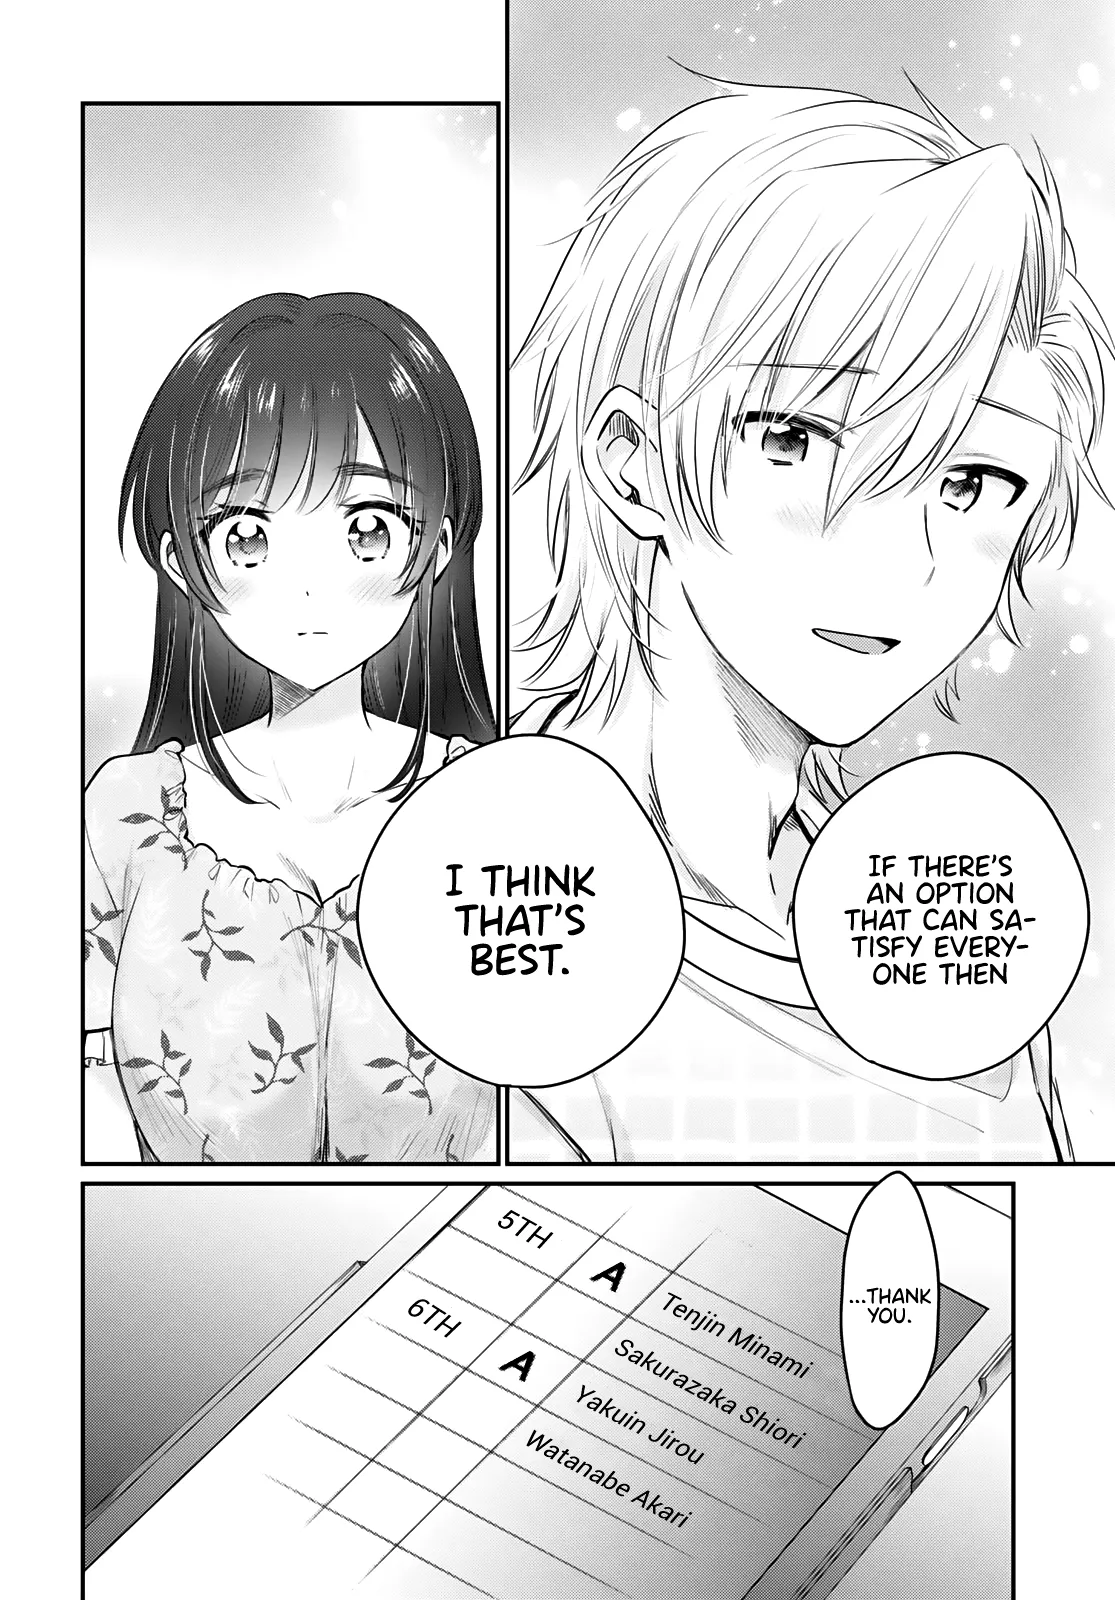 IF THERE'S
AN OPTION
THAT CAN SA-
TISFY EVERY-
ONE THEN
I THINK
THAT'S
BEST.
...THANK
YOU.
5TH
A
Tenjin Minami
Sakurazaka Shiori
6TH
A
Yakuin Jirou
Watanabe Akari